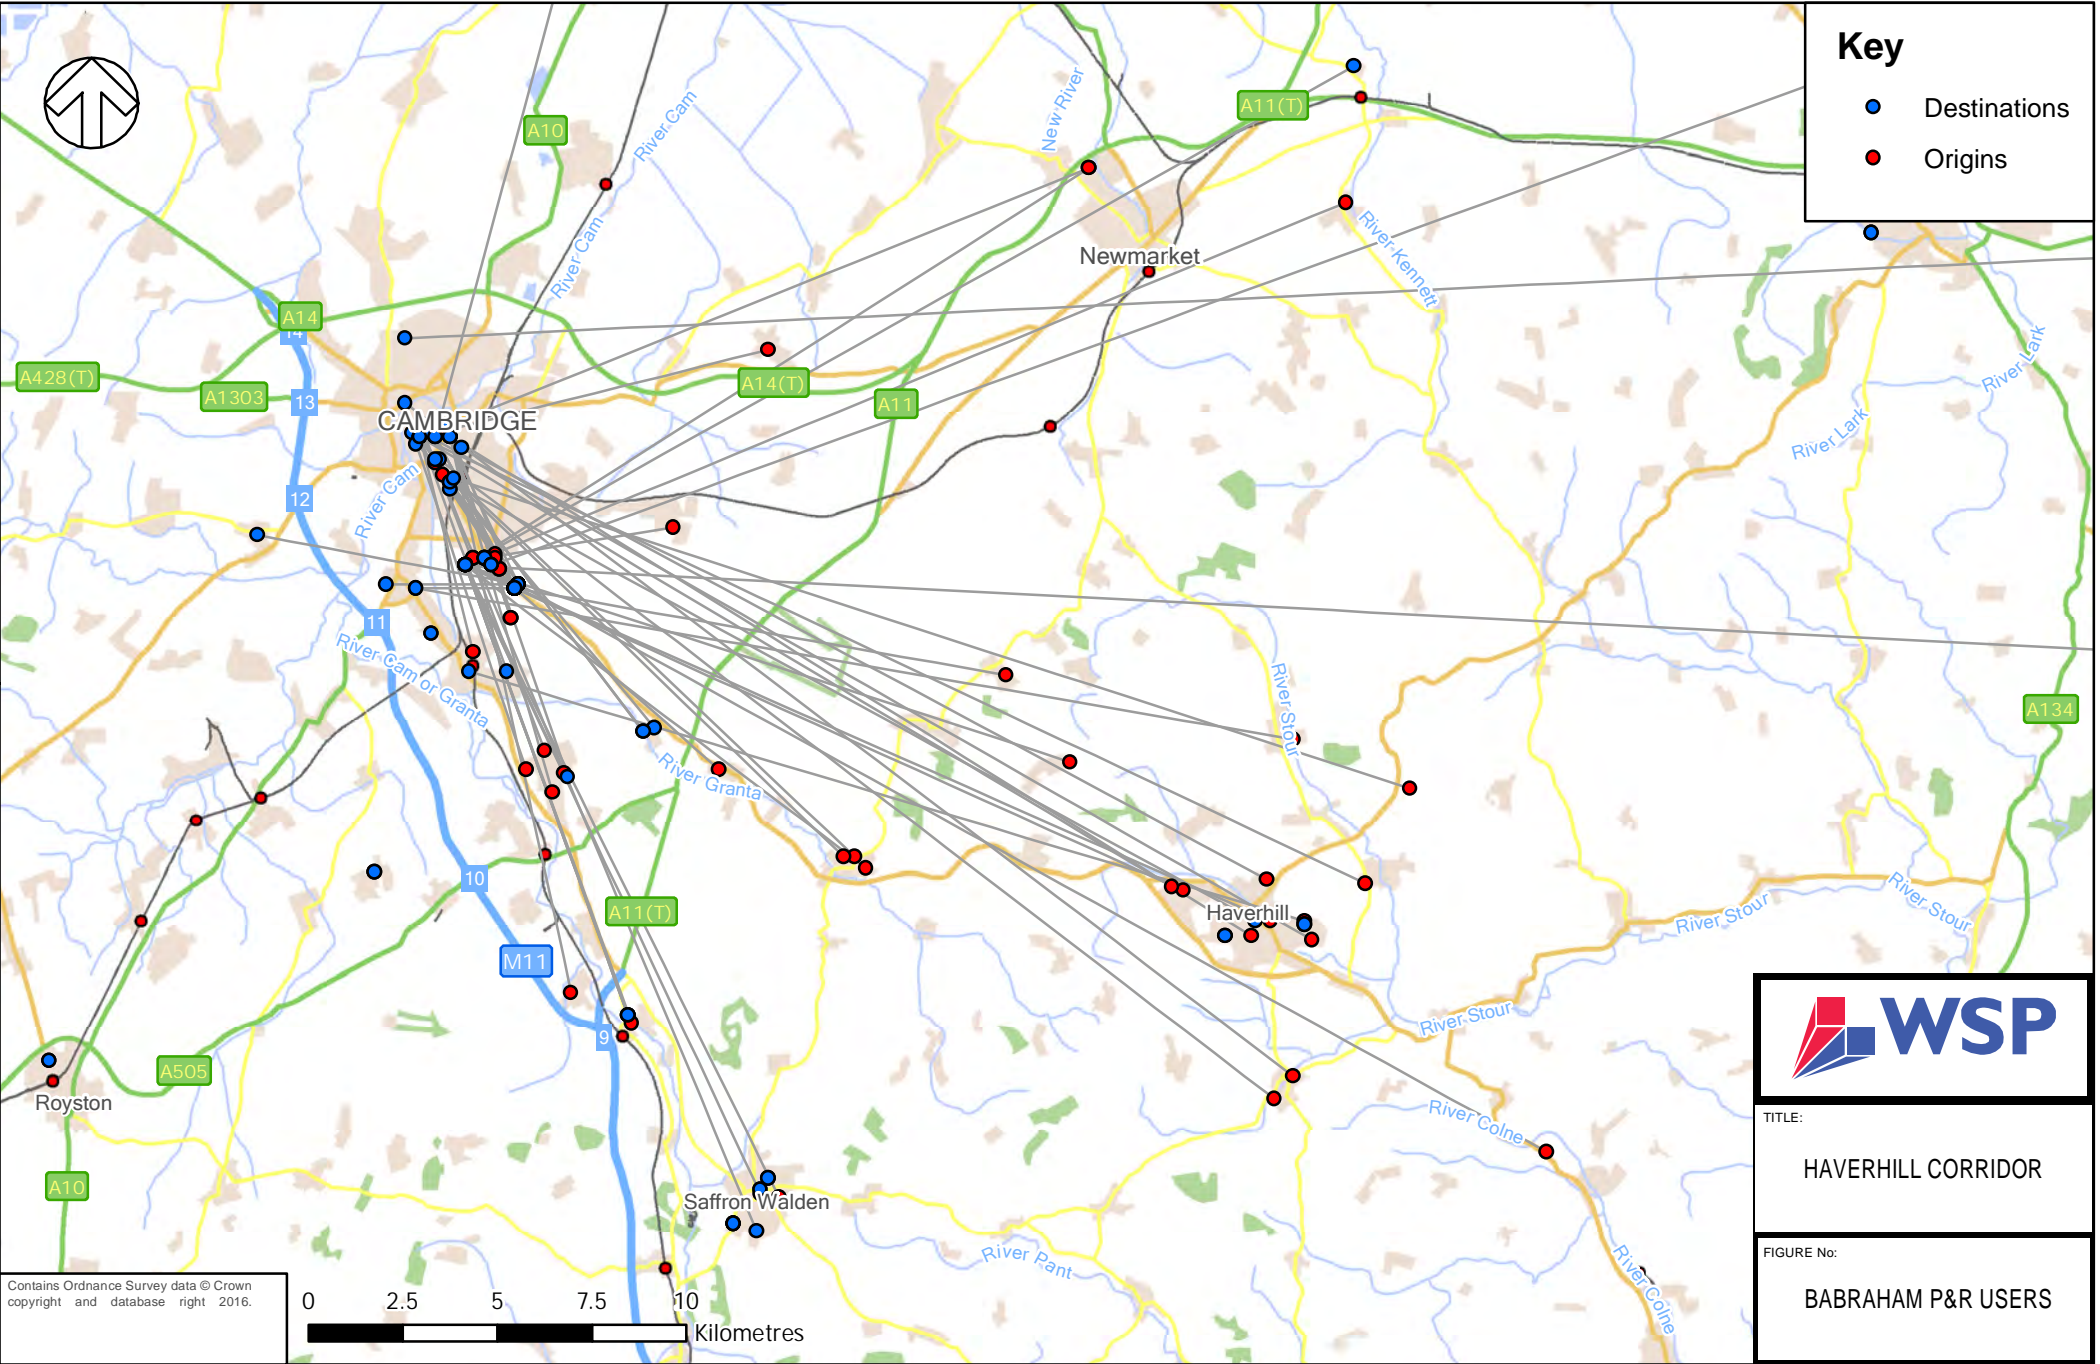 Key
Destinations
Origins
A11(T)
New River
River Cam
A10
River Cam
Newmarket
River Kennett
A14
14
A428(T)
A1303
13
A14(T)
A11
River Lark
CAMBRIDGE
River Lark
12
River Cam
11
River Cam or Granta
River Stour
A134
River Granta
10
A11(T)
Haverhill
River Stour
River Stour
M11
9
River Stour
WSP
A505
Royston
River Colne
TITLE:
HAVERHILL CORRIDOR
A10
Saffron Walden
River Pant
River Colne
FIGURE No:
BABRAHAM P&R USERS
Contains Ordnance Survey data © Crown
copyright and database right 2016.
0 2.5 5 7.5 10
Kilometres